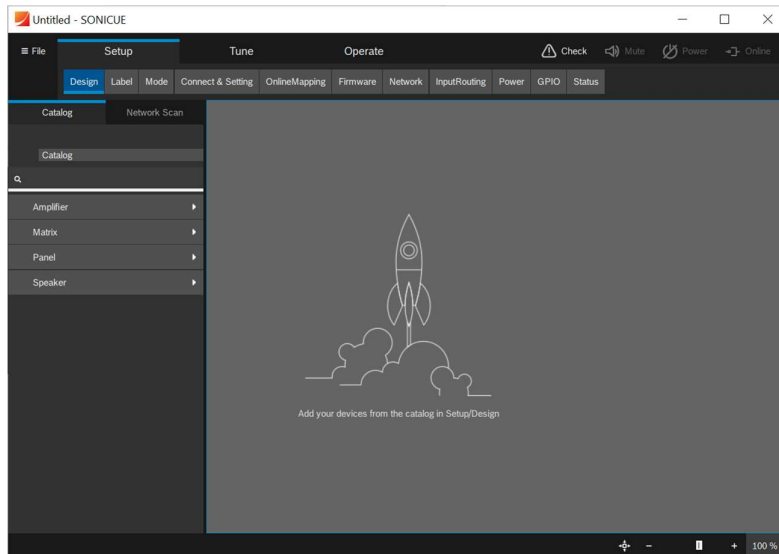 Untitled - SONICUE
≡ File Setup Tune Operate Check Mute Power Online
Design Label Mode Connect & Setting OnlineMapping Firmware Network InputRouting Power GPIO Status
Catalog Network Scan
Catalog
Amplifier
Matrix
Panel
Speaker
Add your devices from the catalog in Setup/Design
100 %